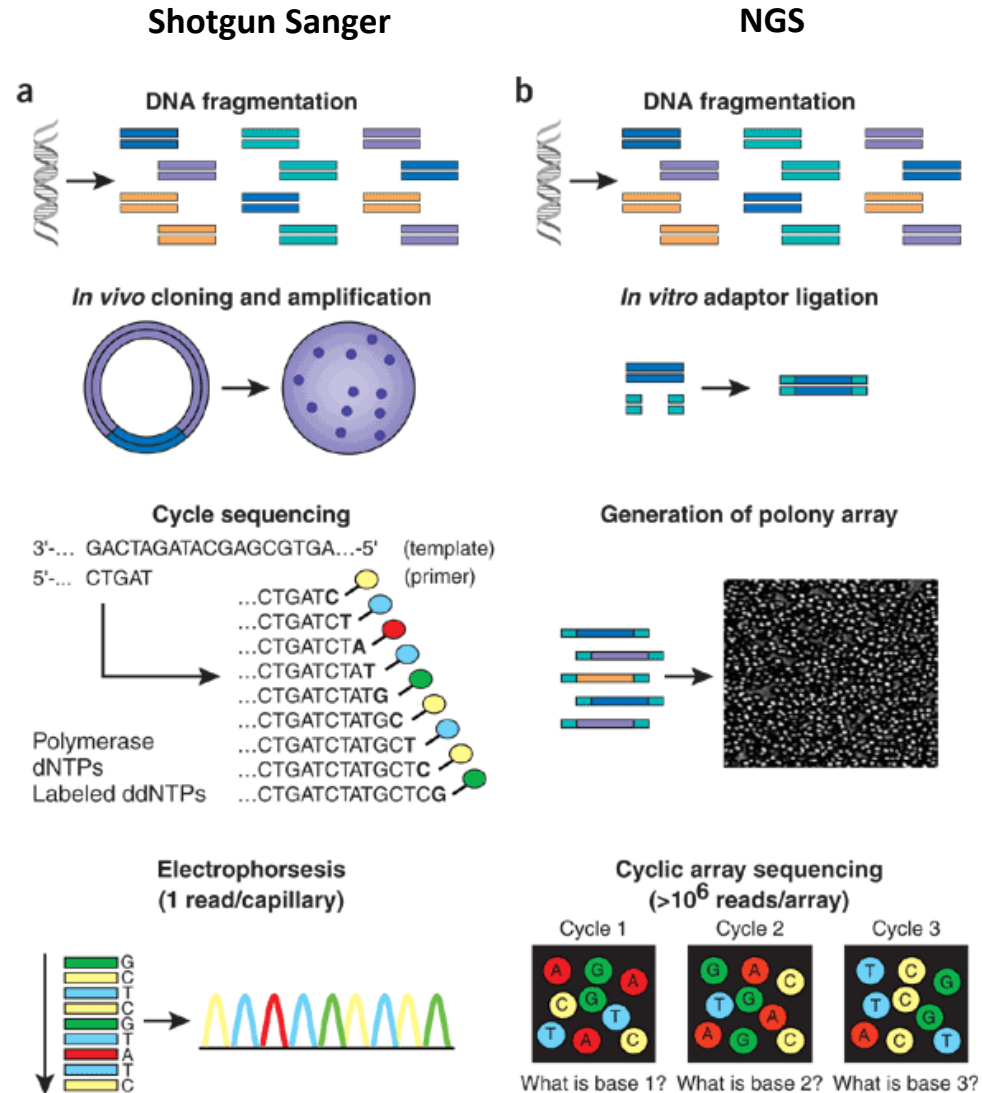 Shotgun Sanger
NGS
a
DNA fragmentation
In vivo cloning and amplification
Cycle sequencing
3'-... GACTAGATACGAGCGTGA...-5' (template)
5'-... CTGAT (primer)
...CTGATC
...CTGATCT
...CTGATCTA
...CTGATCTAT
...CTGATCTATG
...CTGATCTATGC
...CTGATCTATGCT
...CTGATCTATGCTC
...CTGATCTATGCTCG
Polymerase
dNTPs
Labeled ddNTPs
Electrophorsesis
(1 read/capillary)
G
C
T
C
G
T
A
T
C
b
DNA fragmentation
In vitro adaptor ligation
Generation of polony array
Cyclic array sequencing
(>10⁶ reads/array)
Cycle 1
A G A
C G T
T A C
What is base 1?
Cycle 2
G A C
T G A
A G C
What is base 2?
Cycle 3
T C G
T C G
A C T
What is base 3?